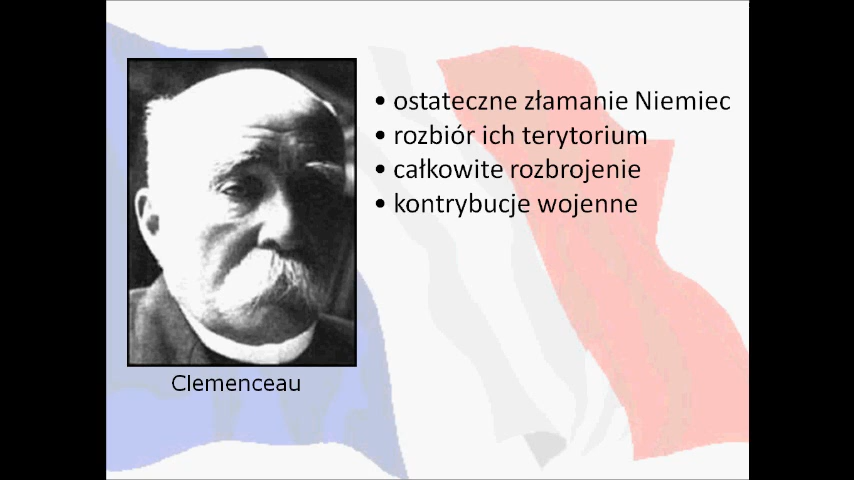 • ostateczne złamanie Niemiec
• rozbiór ich terytorium
• całkowite rozbrojenie
• kontrybucje wojenne
Clemenceau